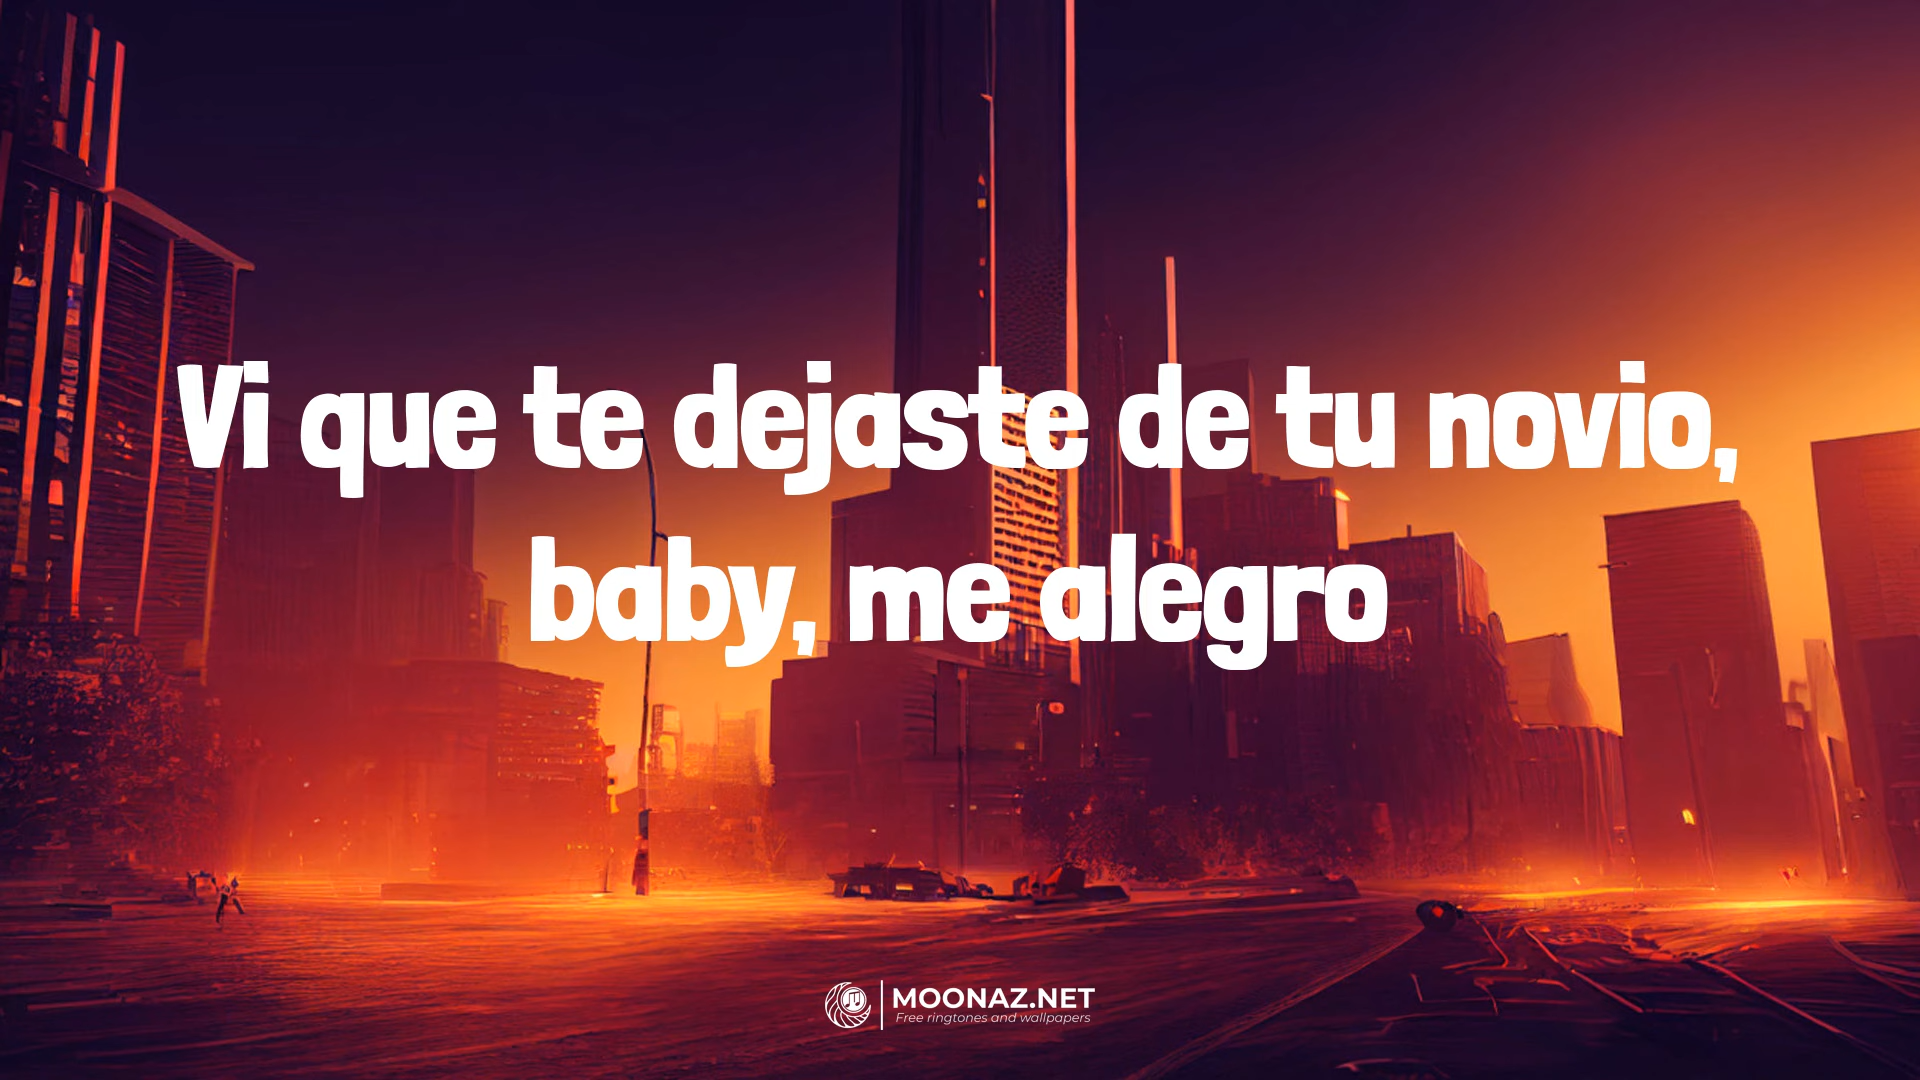 Vi que te dejaste de tu novio,
baby, me alegro
MOONAZ.NET
Free ringtones and wallpapers